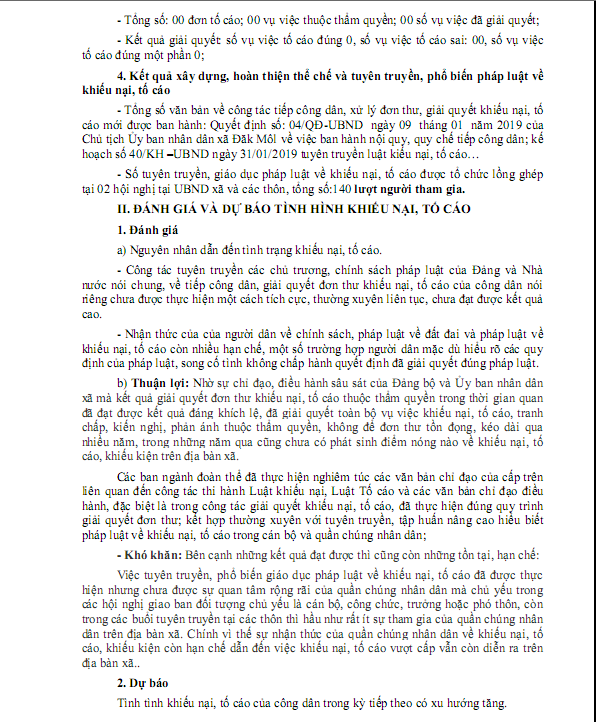 - Tổng số: 00 đơn tố cáo; 00 vụ việc thuộc thẩm quyền; 00 số vụ việc đã giải quyết;
- Kết quả giải quyết: số vụ việc tố cáo đúng 0, số vụ việc tố cáo sai: 00, số vụ việc
tố cáo đúng một phần 0;
4. Kết quả xây dựng, hoàn thiện thể chế và tuyên truyền, phổ biến pháp luật về
khiếu nại, tố cáo
- Tổng số văn bản về công tác tiếp công dân, xử lý đơn thư, giải quyết khiếu nại, tố
cáo mới được ban hành: Quyết định số: 04/QĐ-UBND ngày 09 tháng 01 năm 2019 của
Chủ tịch Ủy ban nhân dân xã Đăk Môl về việc ban hành nội quy, quy chế tiếp công dân; kế
hoạch số 40/KH –UBND ngày 31/01/2019 tuyên truyền luật kiếu nại, tố cáo…
- Số tuyên truyền, giáo dục pháp luật về khiếu nại, tố cáo được tổ chức lồng ghép
tại 02 hội nghị tại UBND xã và các thôn, tổng số:140 lượt người tham gia.
II. ĐÁNH GIÁ VÀ DỰ BÁO TÌNH HÌNH KHIẾU NẠI, TỐ CÁO
1. Đánh giá
a) Nguyên nhân dẫn đến tình trạng khiếu nại, tố cáo.
- Công tác tuyên truyền các chủ trương, chính sách pháp luật của Đảng và Nhà
nước nói chung, về tiếp công dân, giải quyết đơn thư khiếu nại, tố cáo của công dân nói
riêng chưa được thực hiện một cách tích cực, thường xuyên liên tục, chưa đạt được kết quả
cao.
- Nhận thức của của người dân về chính sách, pháp luật về đất đai và pháp luật về
khiếu nại, tố cáo còn nhiều hạn chế, một số trường hợp người dân mặc dù hiểu rõ các quy
định của pháp luật, song cố tình không chấp hành quyết định đã giải quyết đúng pháp luật.
b) Thuận lợi: Nhờ sự chỉ đạo, điều hành sâu sát của Đảng bộ và Ủy ban nhân dân
xã mà kết quả giải quyết đơn thư khiếu nại, tố cáo thuộc thẩm quyền trong thời gian quan
đã đạt được kết quả đáng khích lệ, đã giải quyết toàn bộ vụ việc khiếu nại, tố cáo, tranh
chấp, kiến nghị, phản ánh thuộc thẩm quyền, không để đơn thư tồn đọng, kéo dài qua
nhiều năm, trong những năm qua cũng chưa có phát sinh điểm nóng nào về khiếu nại, tố
cáo, khiếu kiện trên địa bàn xã.
Các ban ngành đoàn thể đã thực hiện nghiêm túc các văn bản chỉ đạo của cấp trên
liên quan đến công tác thi hành Luật khiếu nại, Luật Tố cáo và các văn bản chỉ đạo điều
hành, đặc biệt là trong công tác giải quyết khiếu nại, tố cáo, đã thực hiện đúng quy trình
giải quyết đơn thư; kết hợp thường xuyên với tuyên truyền, tập huấn nâng cao hiểu biết
pháp luật về khiếu nại, tố cáo trong cán bộ và quần chúng nhân dân;
- Khó khăn: Bên cạnh những kết quả đạt được thì cũng còn những tồn tại, hạn chế:
Việc tuyên truyền, phổ biến giáo dục pháp luật về khiếu nại, tố cáo đã được thực
hiện nhưng chưa được sự quan tâm rộng rãi của quần chúng nhân dân mà chủ yếu trong
các hội nghị giao ban đối tượng chủ yếu là cán bộ, công chức, trưởng hoặc phó thôn, còn
trong các buổi tuyên truyền tại các thôn thì hầu như rất ít sự tham gia của quần chúng nhân
dân trên địa bàn xã. Chính vì thế sự nhận thức của quần chúng nhân dân về khiếu nại, tố
cáo, khiếu kiện còn hạn chế dẫn đến việc khiếu nại, tố cáo vượt cấp vẫn còn diễn ra trên
địa bàn xã..
2. Dự báo
Tình tình khiếu nại, tố cáo của công dân trong kỳ tiếp theo có xu hướng tăng.